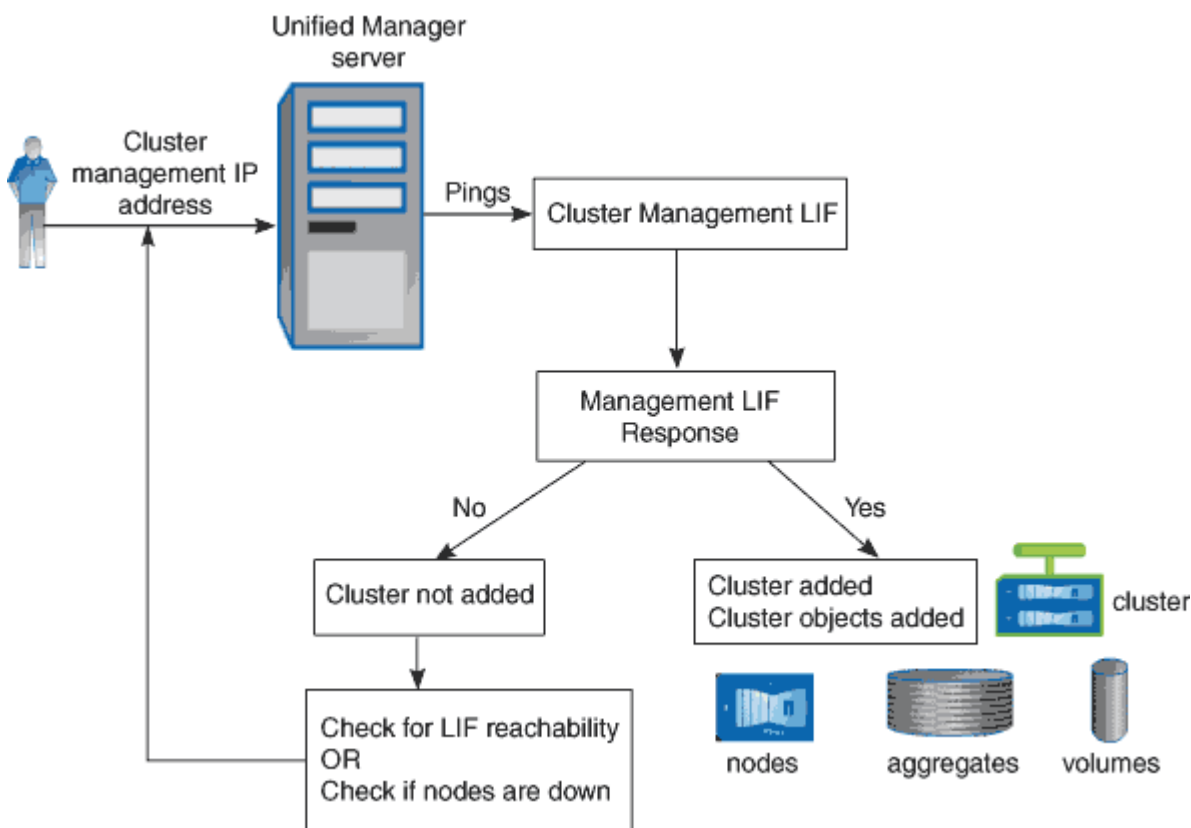 Unified Manager
server
Cluster
management IP
address
Pings
Cluster Management LIF
Management LIF
Response
No
Yes
Cluster not added
Cluster added
Cluster objects added
cluster
Check for LIF reachability
OR
Check if nodes are down
nodes
aggregates
volumes